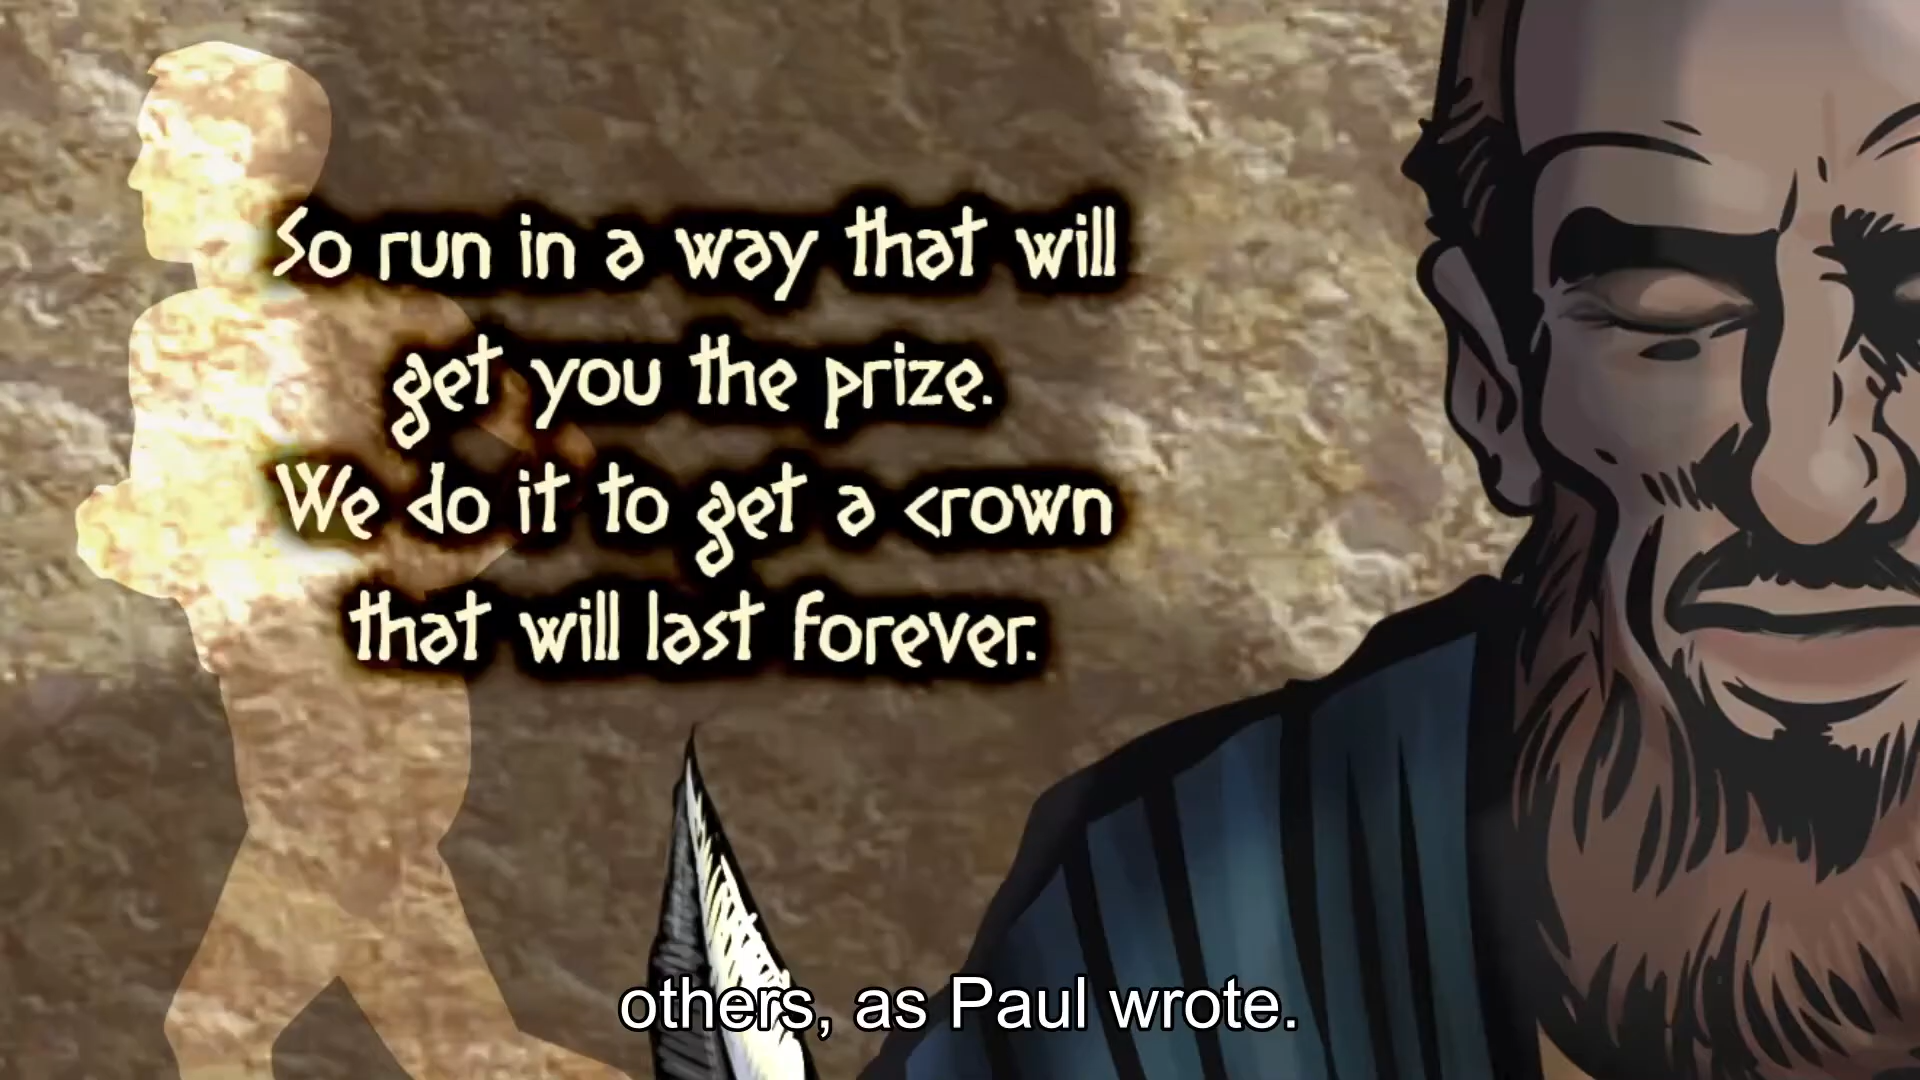 So run in a way that will
get you the prize.
We do it to get a crown
that will last forever.
others, as Paul wrote.